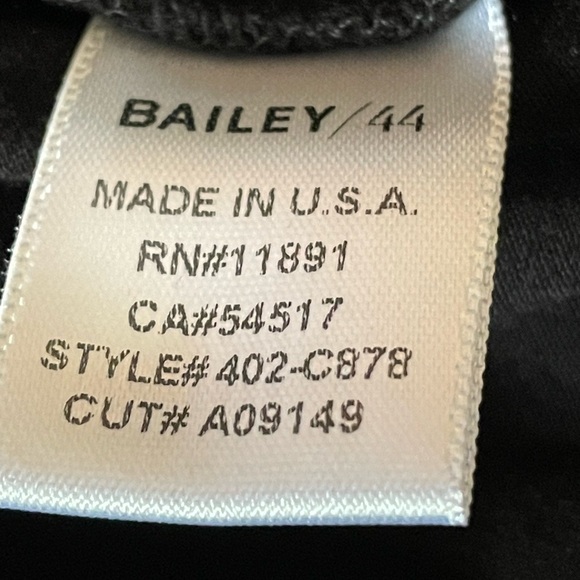 BAILEY/44
MADE IN U.S.A.
RN#11891
CA#54517
STYLE# 402-C878
CUT# A09149